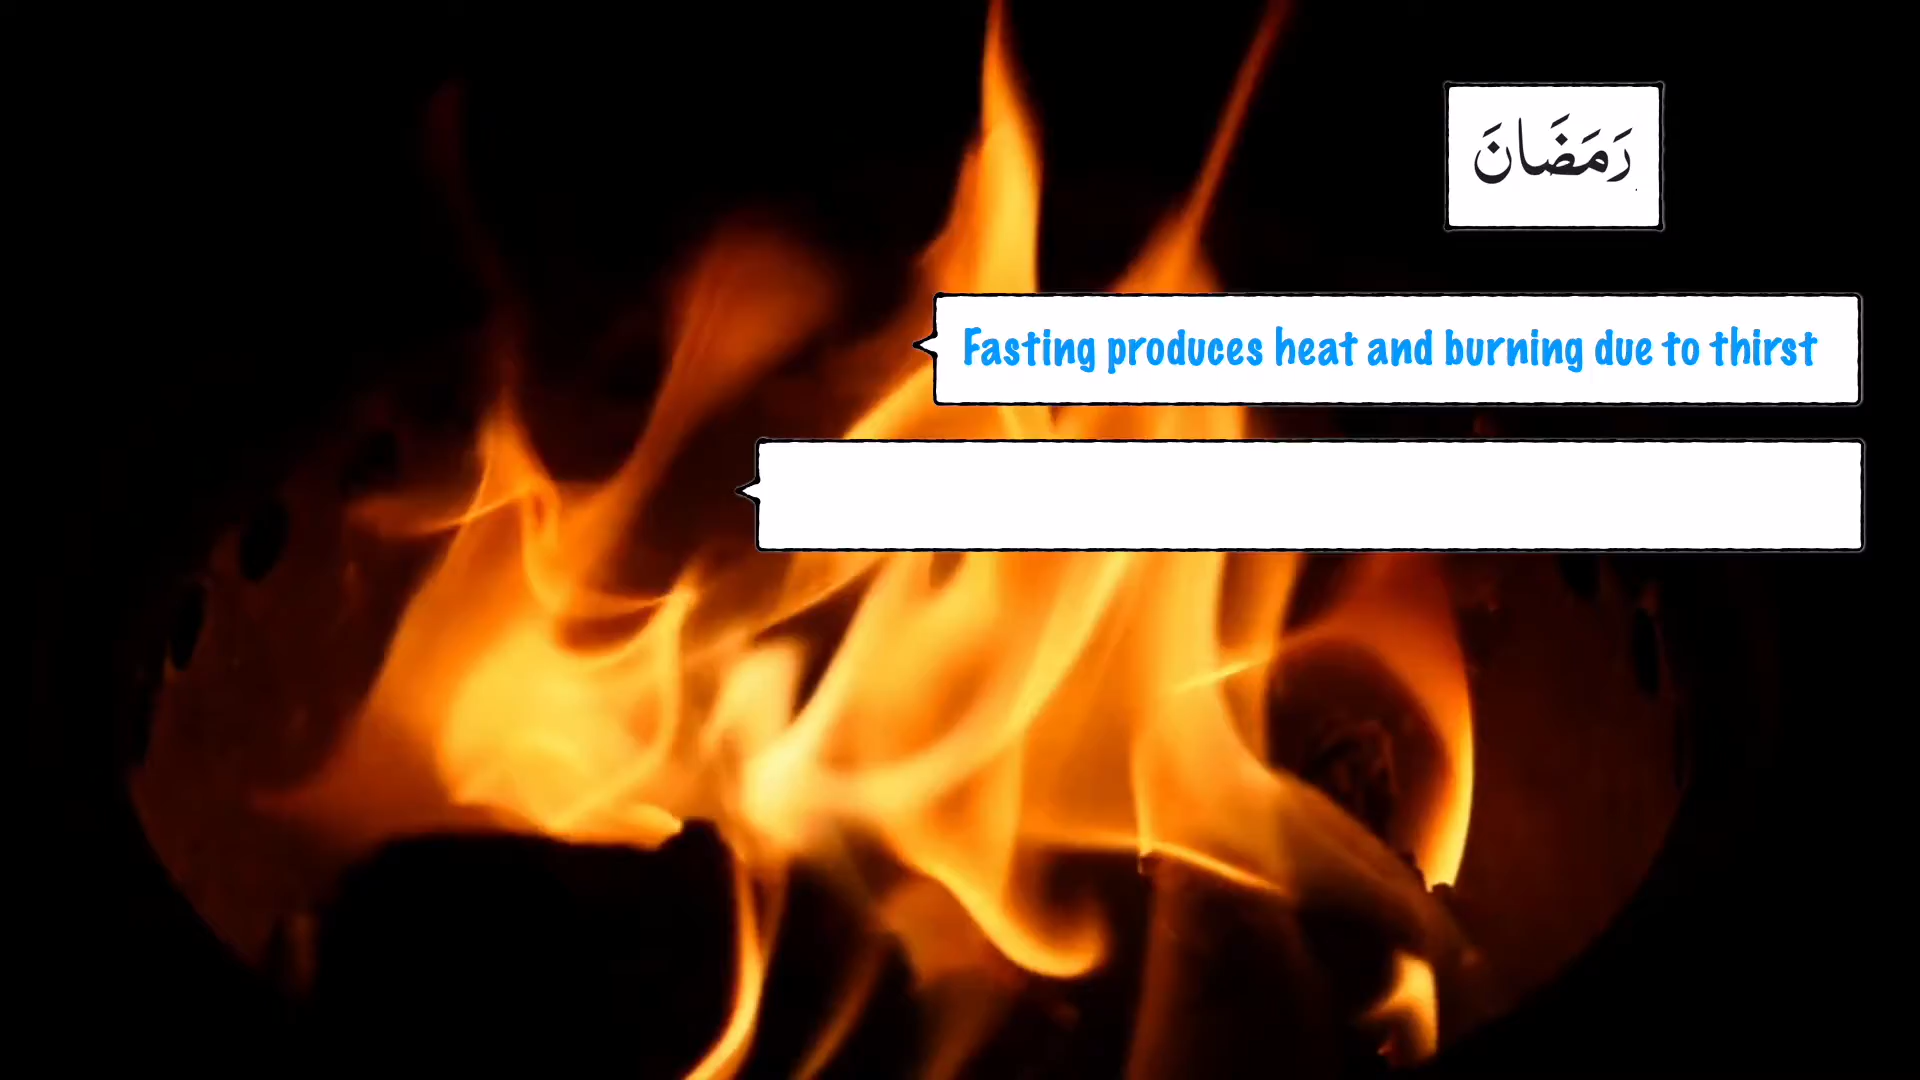 رَمَضَانَ
Fasting produces heat and burning due to thirst